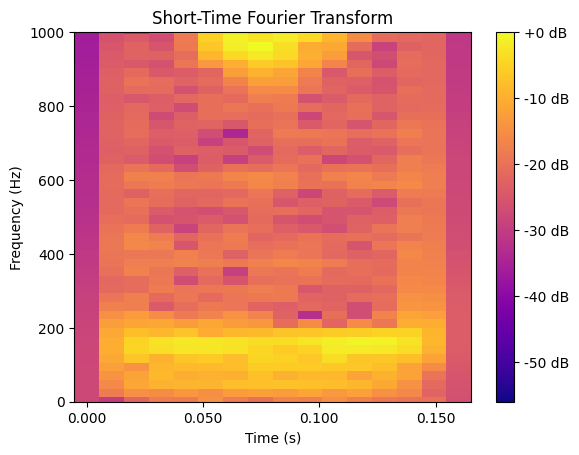 Short-Time Fourier Transform
1000
800
600
400
200
0
Frequency (Hz)
0.000
0.050
0.100
0.150
Time (s)
+0 dB
-10 dB
-20 dB
-30 dB
-40 dB
-50 dB